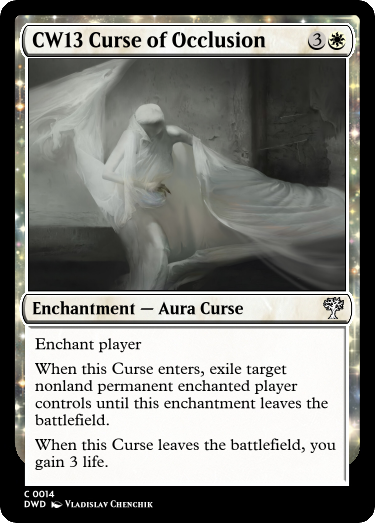 CW13 Curse of Occlusion 3
Enchantment — Aura Curse
Enchant player
When this Curse enters, exile target
nonland permanent enchanted player
controls until this enchantment leaves the
battlefield.
When this Curse leaves the battlefield, you
gain 3 life.
C 0014
DWD Vladislav Chenchik